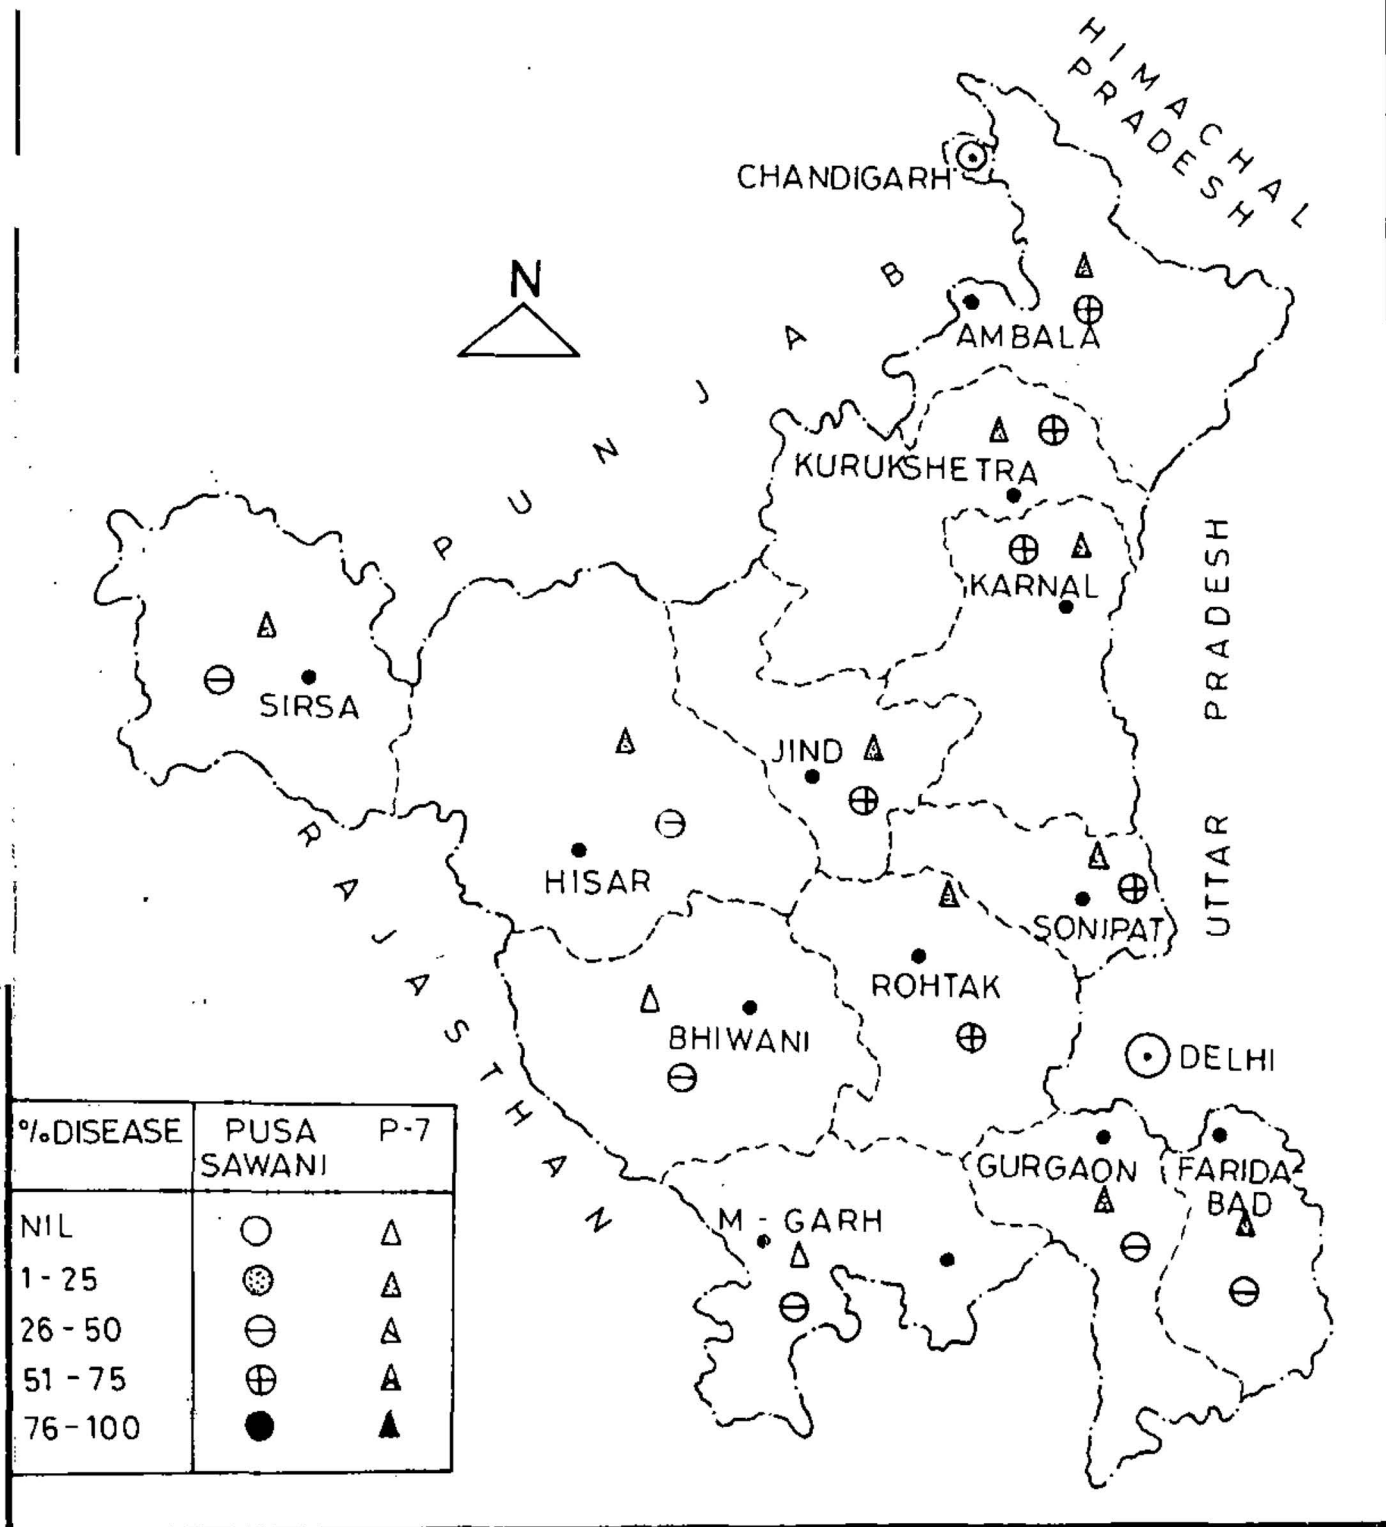 HIMACHAL
PRADESH
CHANDIGARH
N
PUNJAB
AMBALA
KURUKSHETRA
KARNAL
UTTAR PRADESH
SIRSA
JIND
HISAR
RAJASTHAN
SONIPAT
ROHTAK
BHIWANI
DELHI
GURGAON
FARIDA-
BAD
M - GARH
% DISEASE PUSA SAWANI P-7
NIL
1-25
26-50
51-75
76-100